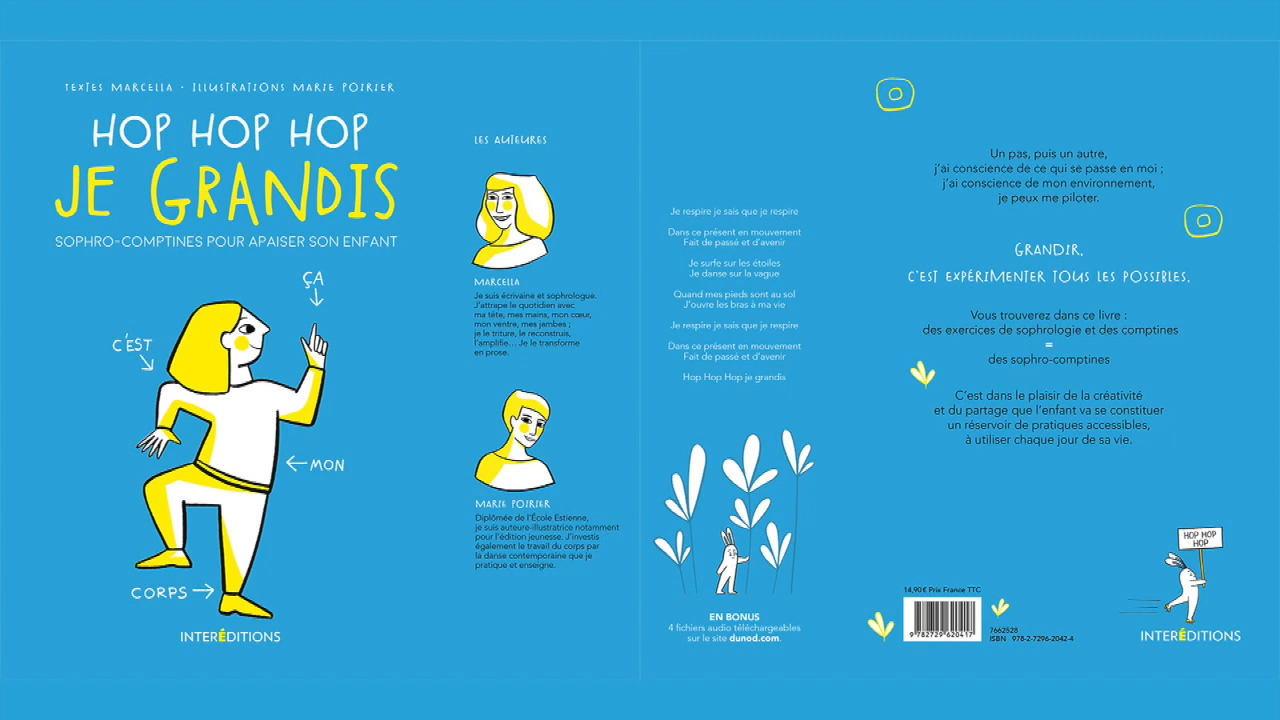 TEXTES MARCELLA · ILLUSTRATIONS MARIE POIRIER
HOP HOP HOP
JE GRANDIS
SOPHRO-COMPTINES POUR APAISER SON ENFANT
ÇA
C'EST
MON
CORPS
INTERÉDITIONS
LES AUTEURES
MARCELLA
Je suis écrivaine et sophrologue.
J'attrape le quotidien avec
ma tête, mes mains, mon cœur,
mon ventre, mes jambes ;
je le triture, le reconstruis,
l'amplifie… Je le transforme
en prose.
MARIE POIRIER
Diplômée de l'École Estienne,
je suis auteure-illustratrice notamment
pour l'édition jeunesse. J'investis
également le travail du corps par
la danse contemporaine que je
pratique et enseigne.
Je respire je sais que je respire
Dans ce présent en mouvement
Fait de passé et d'avenir
Je surfe sur les étoiles
Je danse sur la vague
Quand mes pieds sont au sol
J'ouvre les bras à ma vie
Je respire je sais que je respire
Dans ce présent en mouvement
Fait de passé et d'avenir
Hop Hop Hop je grandis
EN BONUS
4 fichiers audio téléchargeables
sur le site dunod.com.
Un pas, puis un autre,
j'ai conscience de ce qui se passe en moi ;
j'ai conscience de mon environnement,
je peux me piloter.
GRANDIR,
C'EST EXPÉRIMENTER TOUS LES POSSIBLES.
Vous trouverez dans ce livre :
des exercices de sophrologie et des comptines
=
des sophro-comptines
C'est dans le plaisir de la créativité
et du partage que l'enfant va se constituer
un réservoir de pratiques accessibles,
à utiliser chaque jour de sa vie.
HOP HOP
HOP
14,90 € Prix France TTC
9 782729 620417
7662528
ISBN 978-2-7296-2042-4
INTERÉDITIONS